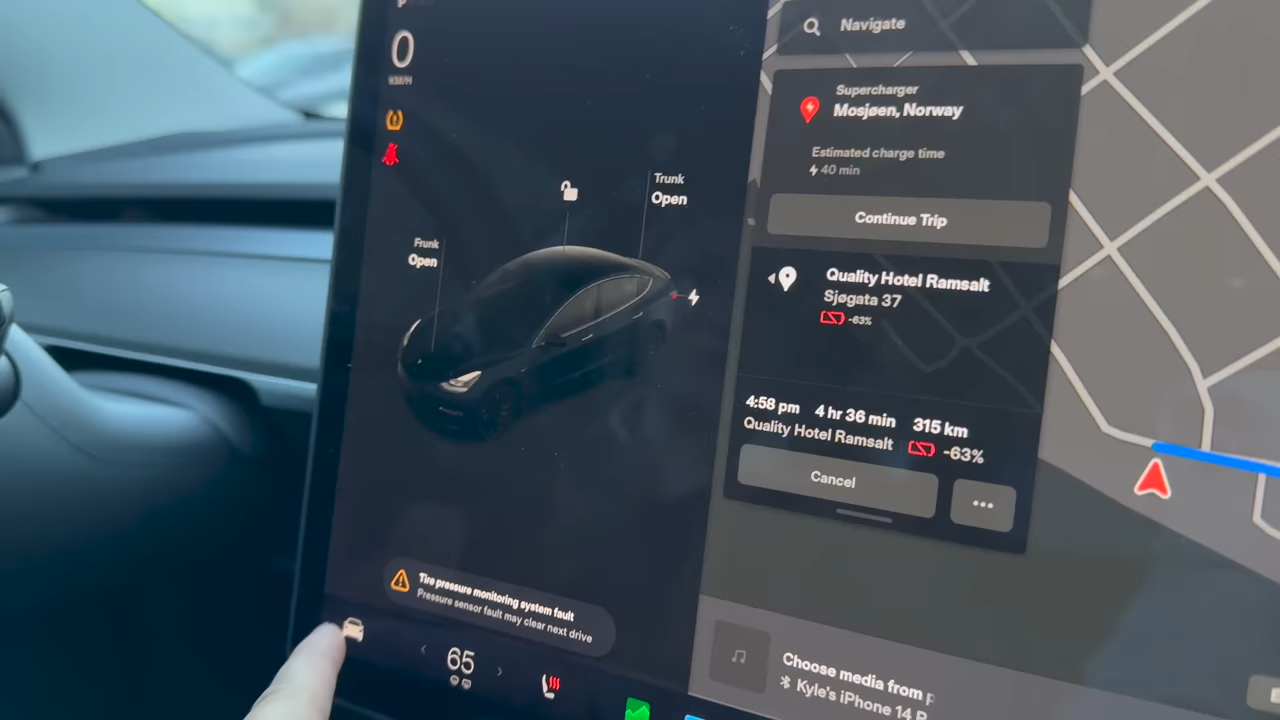 0
KM/H
Frunk
Open
Trunk
Open
Tire pressure monitoring system fault
Pressure sensor fault may clear next drive
65
Navigate
Supercharger
Mosjøen, Norway
Estimated charge time
40 min
Continue Trip
Quality Hotel Ramsalt
Sjøgata 37
-63%
4:58 pm 4 hr 36 min 315 km
Quality Hotel Ramsalt -63%
Cancel
Choose media from
Kyle's iPhone 14